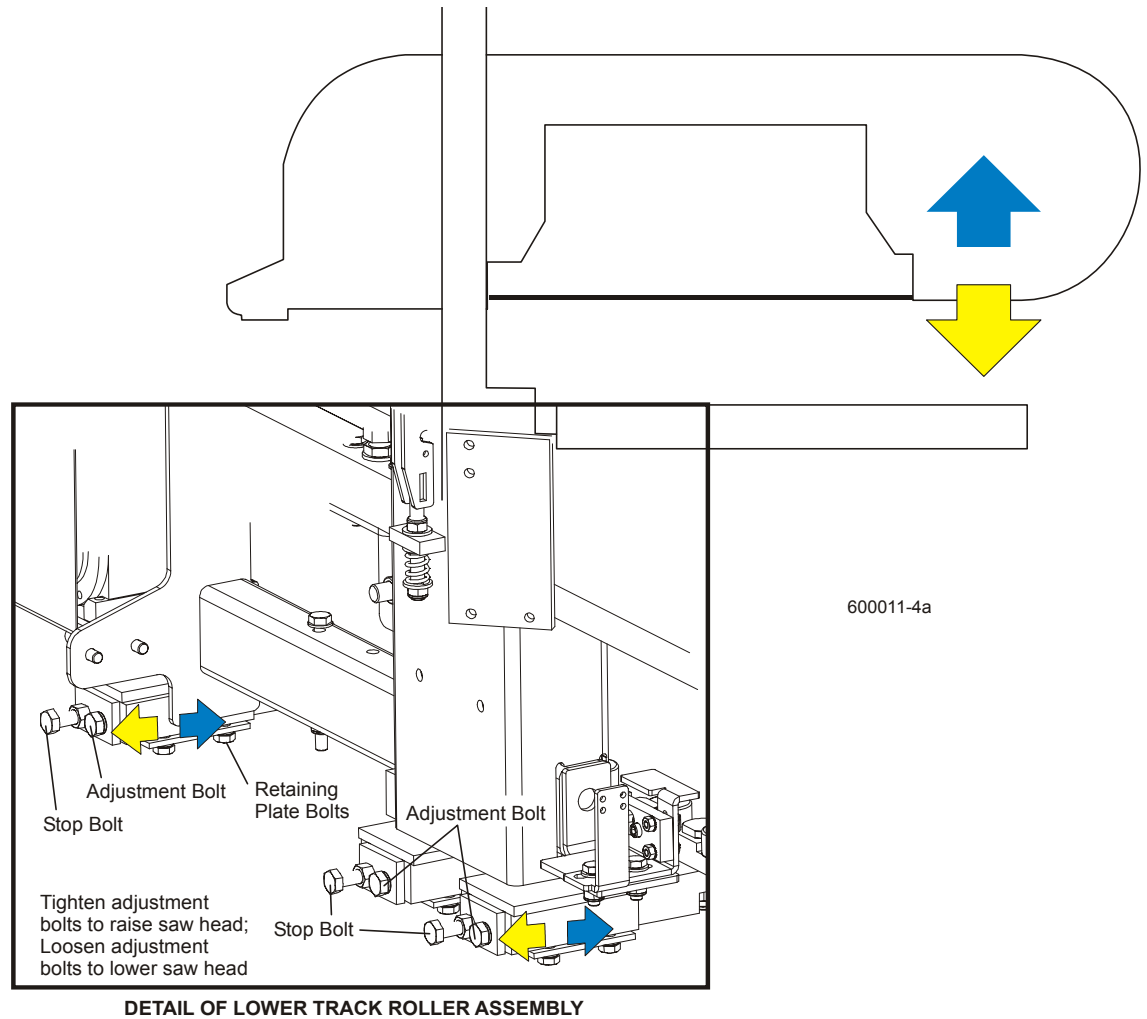 600011-4a
Adjustment Bolt
Stop Bolt
Retaining
Plate Bolts
Adjustment Bolt
Stop Bolt
Tighten adjustment
bolts to raise saw head;
Loosen adjustment
bolts to lower saw head
DETAIL OF LOWER TRACK ROLLER ASSEMBLY